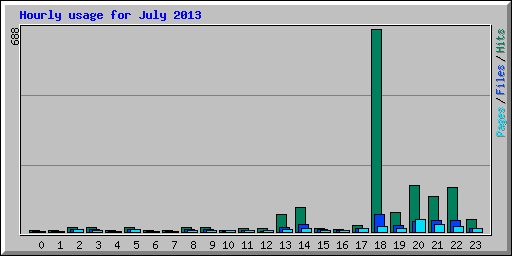 Hourly usage for July 2013
688
Pages/Files/Hits
0 1 2 3 4 5 6 7 8 9 10 11 12 13 14 15 16 17 18 19 20 21 22 23